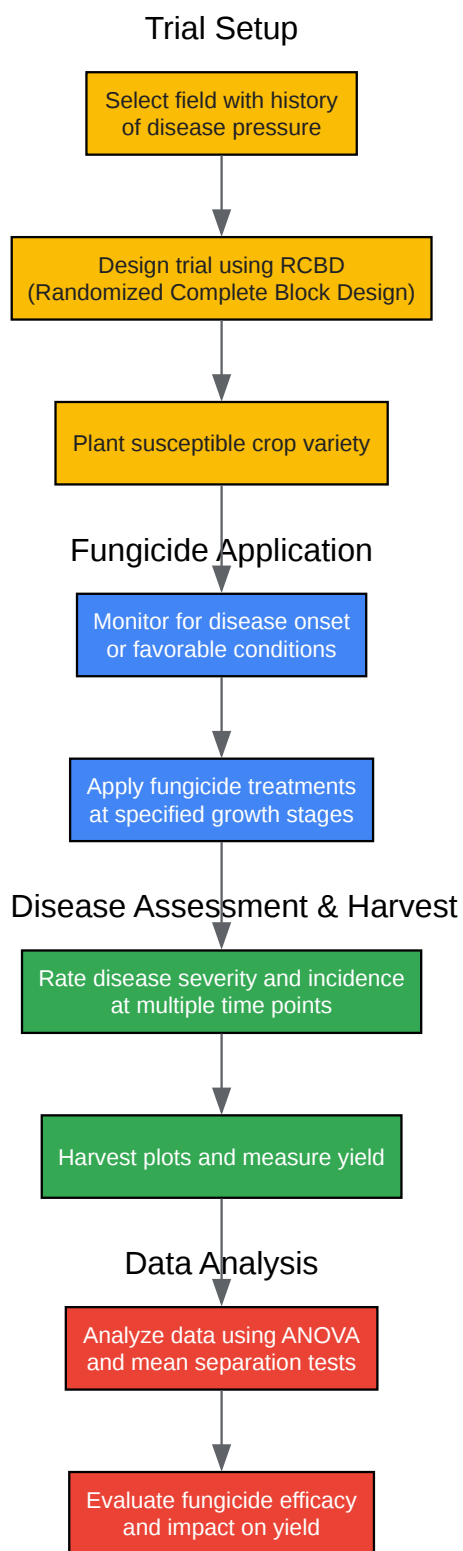 Trial Setup
Select field with history
of disease pressure
Design trial using RCBD
(Randomized Complete Block Design)
Plant susceptible crop variety
Fungicide Application
Monitor for disease onset
or favorable conditions
Apply fungicide treatments
at specified growth stages
Disease Assessment & Harvest
Rate disease severity and incidence
at multiple time points
Harvest plots and measure yield
Data Analysis
Analyze data using ANOVA
and mean separation tests
Evaluate fungicide efficacy
and impact on yield